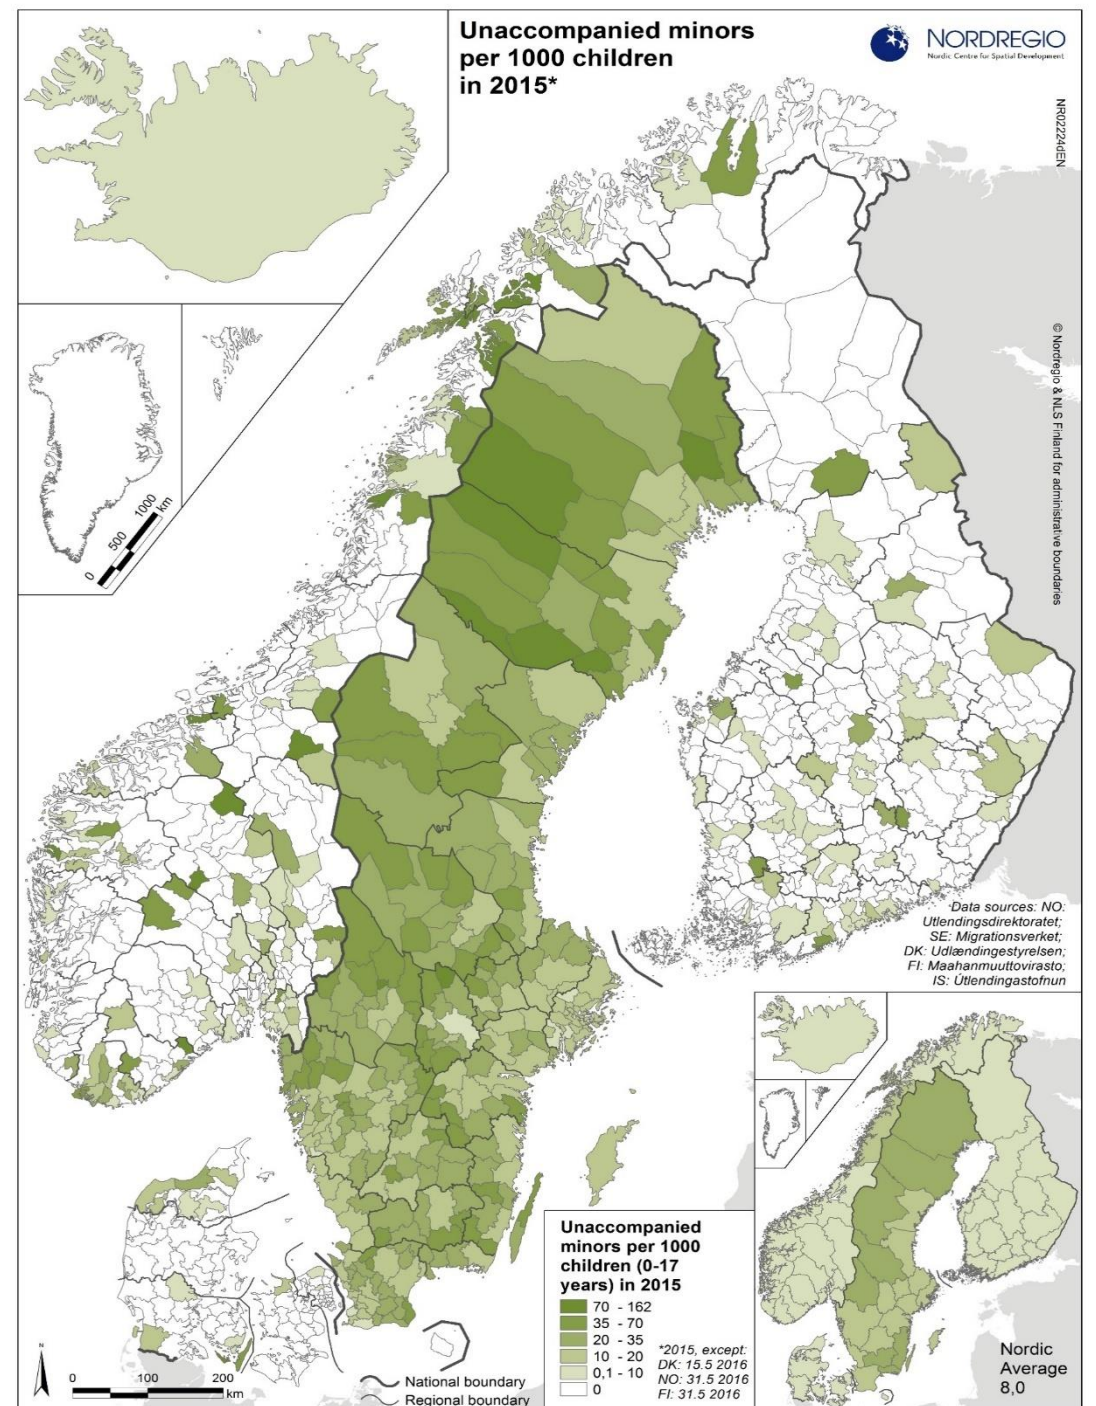 Unaccompanied minors
per 1000 children
in 2015*
NORDREGIO
Nordic Centre for Spatial Development
NR02224dEN
© Nordregio & NLS Finland for administrative boundaries
0 500 1000
km
Data sources: NO:
Utlendingsdirektoratet;
SE: Migrationsverket;
DK: Udlændingestyrelsen;
FI: Maahanmuuttovirasto;
IS: Útlendingastofnun
Unaccompanied
minors per 1000
children (0-17
years) in 2015
70 - 162
35 - 70
20 - 35
10 - 20
0,1 - 10
0
*2015, except:
DK: 15.5 2016
NO: 31.5 2016
FI: 31.5 2016
Nordic
Average
8,0
N
0 100 200
km
National boundary
Regional boundary